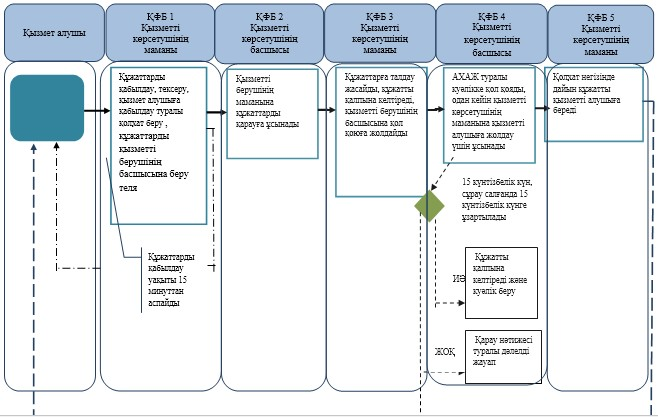 Қызмет алушы
ҚФБ 1
Қызметті
көрсетушінің
маманы
ҚФБ 2
Қызметті
көрсетушінің
басшысы
ҚФБ 3
Қызметті
көрсетушінің
маманы
ҚФБ 4
Қызметті
көрсетушінің
басшысы
ҚФБ 5
Қызметті
көрсетушінің
маманы
Құжаттарды
қабылдау, тексеру,
қызмет алушыға
қабылдау туралы
қолхат беру ,
құжаттарды
қызметті
берушінің
басшысына беру
теля
Қызметті
берушінің
маманына
құжаттарды
қарауға ұсынады
Құжаттарға талдау
жасайды, құжатты
қалпына келтіреді,
қызметті берушінің
басшысына қол
қоюға жолдайды
АХАЖ туралы
куәлікке қол қояды,
одан кейін қызметті
көрсетушінің
маманына қызметті
алушыға жолдау
үшін ұсынады
Қолхат негізінде
дайын құжатты
қызметті алушыға
береді
15 күнтізбелік күн,
сұрау салғанда 15
күнтізбелік күнге
ұзартылады
Құжаттарды
қабылдау
уақыты 15
минуттан
аспайды
ИӘ
Құжатты
қалпына
келтіреді және
куәлік беру
ЖОҚ
Қарау нәтижесі
туралы дәлелді
жауап